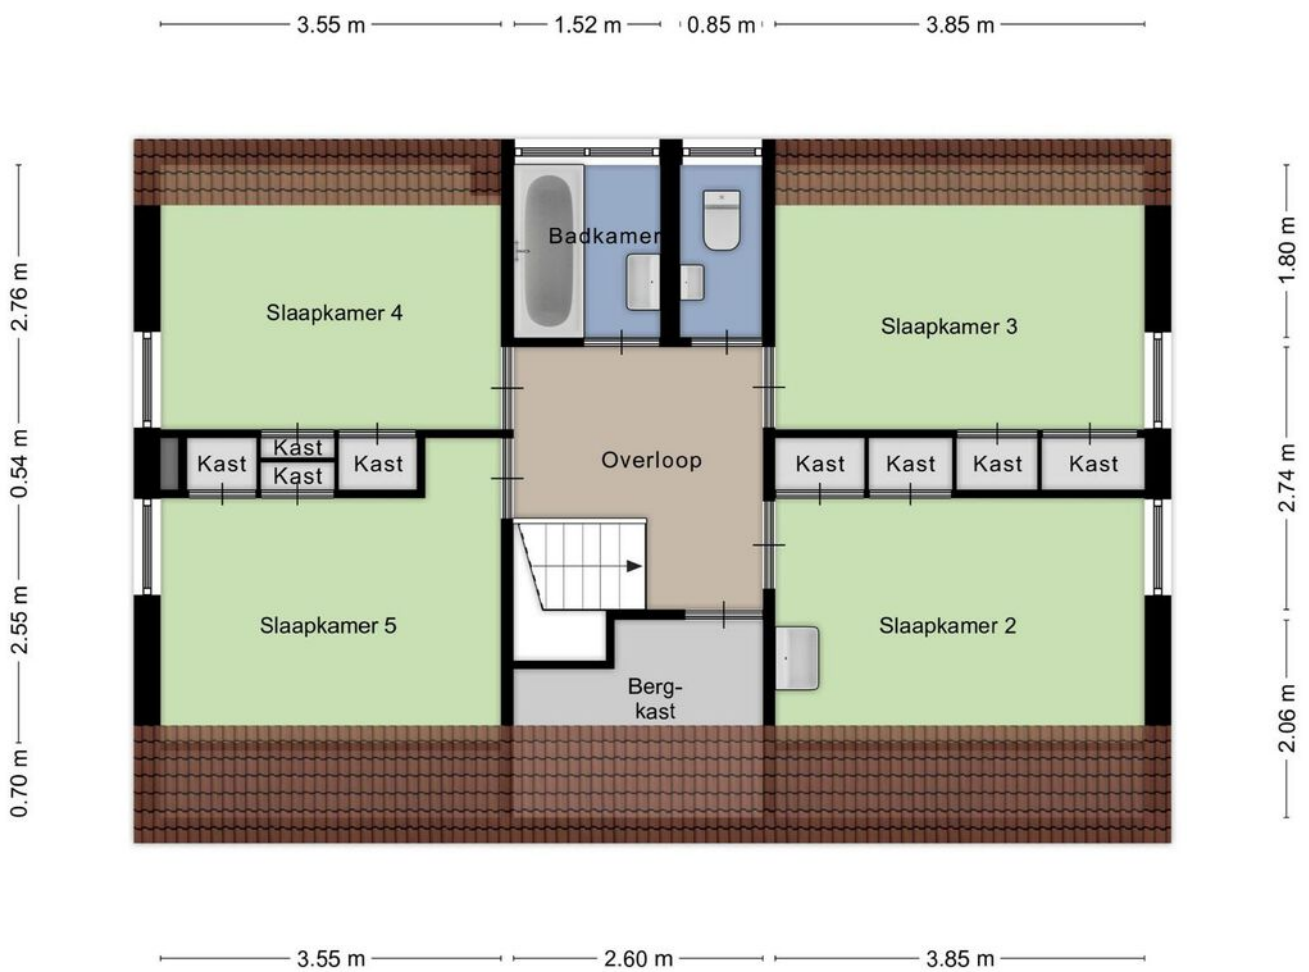 3.55 m
1.52 m
0.85 m
3.85 m
2.76 m
0.54 m
2.55 m
0.70 m
1.80 m
2.74 m
2.06 m
Badkamer
Slaapkamer 4
Slaapkamer 3
Kast
Kast
Kast
Kast
Overloop
Kast
Kast
Kast
Kast
Slaapkamer 5
Slaapkamer 2
Berg-
kast
3.55 m
2.60 m
3.85 m